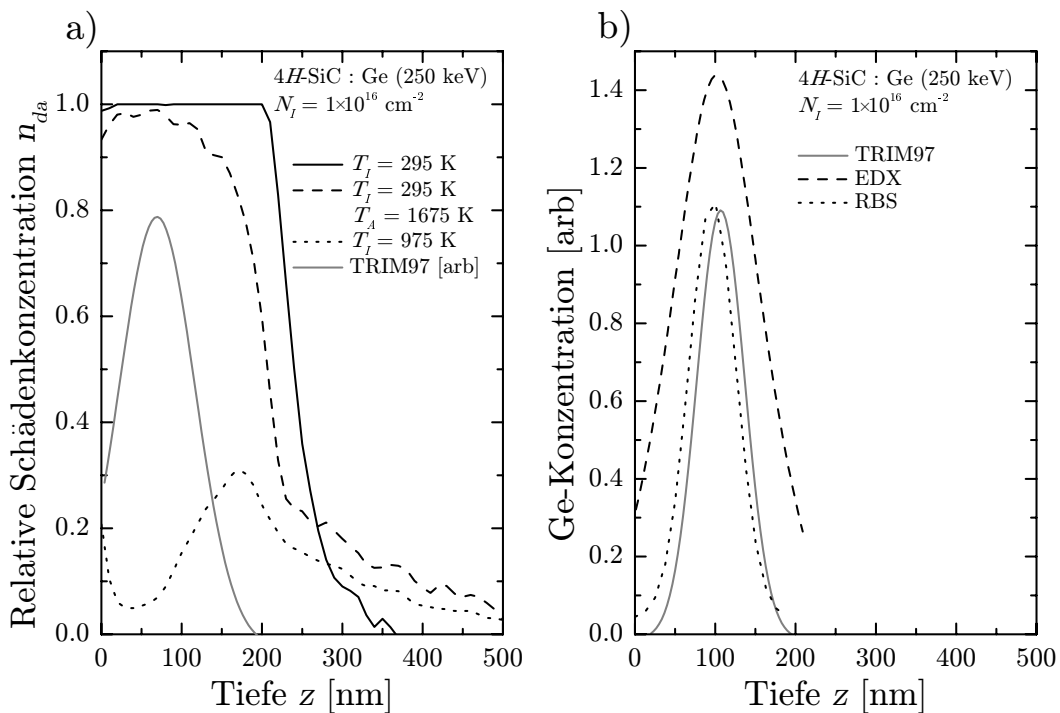 a)
4H-SiC : Ge (250 keV)
N_I = 1×10^16 cm^-2
T_I = 295 K
T_I = 295 K
T_A = 1675 K
T_I = 975 K
TRIM97 [arb]
Relative Schädenkonzentration n_da
1.0
0.8
0.6
0.4
0.2
0.0
0 100 200 300 400 500
Tiefe z [nm]
b)
4H-SiC : Ge (250 keV)
N_I = 1×10^16 cm^-2
TRIM97
EDX
RBS
Ge-Konzentration [arb]
1.4
1.2
1.0
0.8
0.6
0.4
0.2
0.0
0 100 200 300 400 500
Tiefe z [nm]